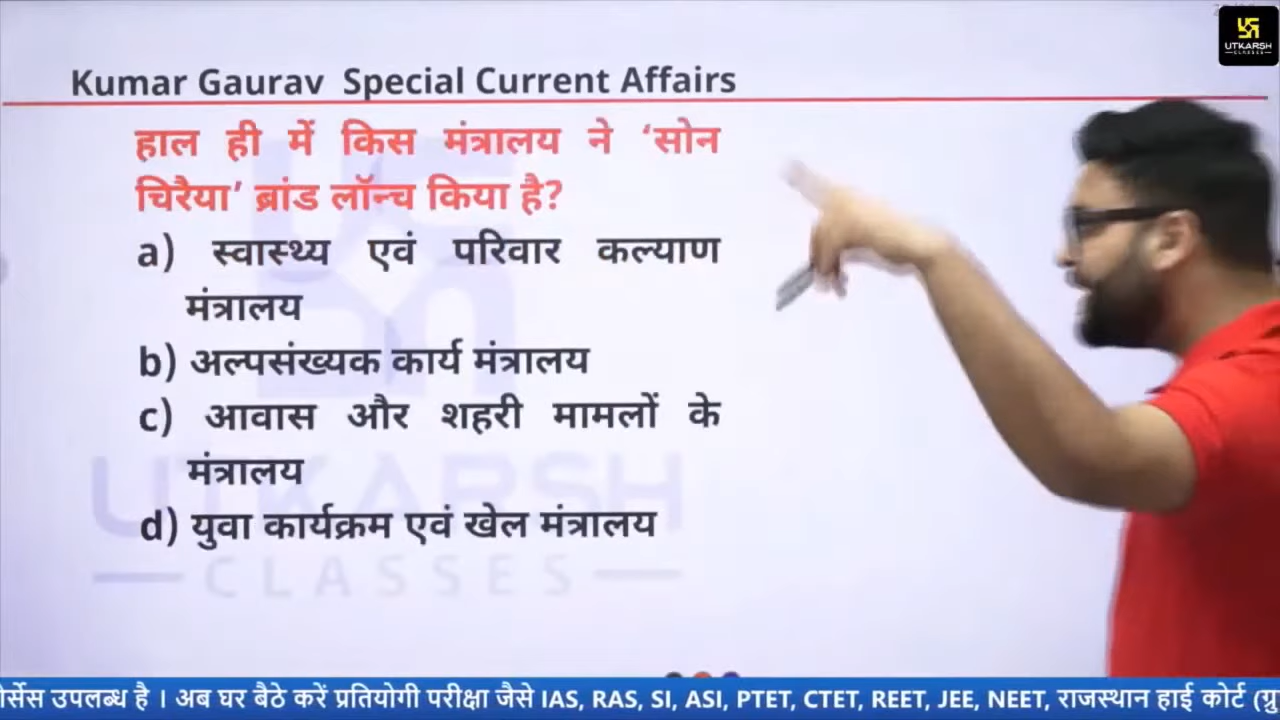 UTKARSH
CLASSES
Kumar Gaurav Special Current Affairs
हाल ही में किस मंत्रालय ने ‘सोन
चिरैया’ ब्रांड लॉन्च किया है?
a) स्वास्थ्य एवं परिवार कल्याण
मंत्रालय
b) अल्पसंख्यक कार्य मंत्रालय
c) आवास और शहरी मामलों के
मंत्रालय
d) युवा कार्यक्रम एवं खेल मंत्रालय
UTKARSH
CLASSES
उपलब्ध है । अब घर बैठे करें प्रतियोगी परीक्षा जैसे IAS, RAS, SI, ASI, PTET, CTET, REET, JEE, NEET, राजस्थान हाई कोर्ट